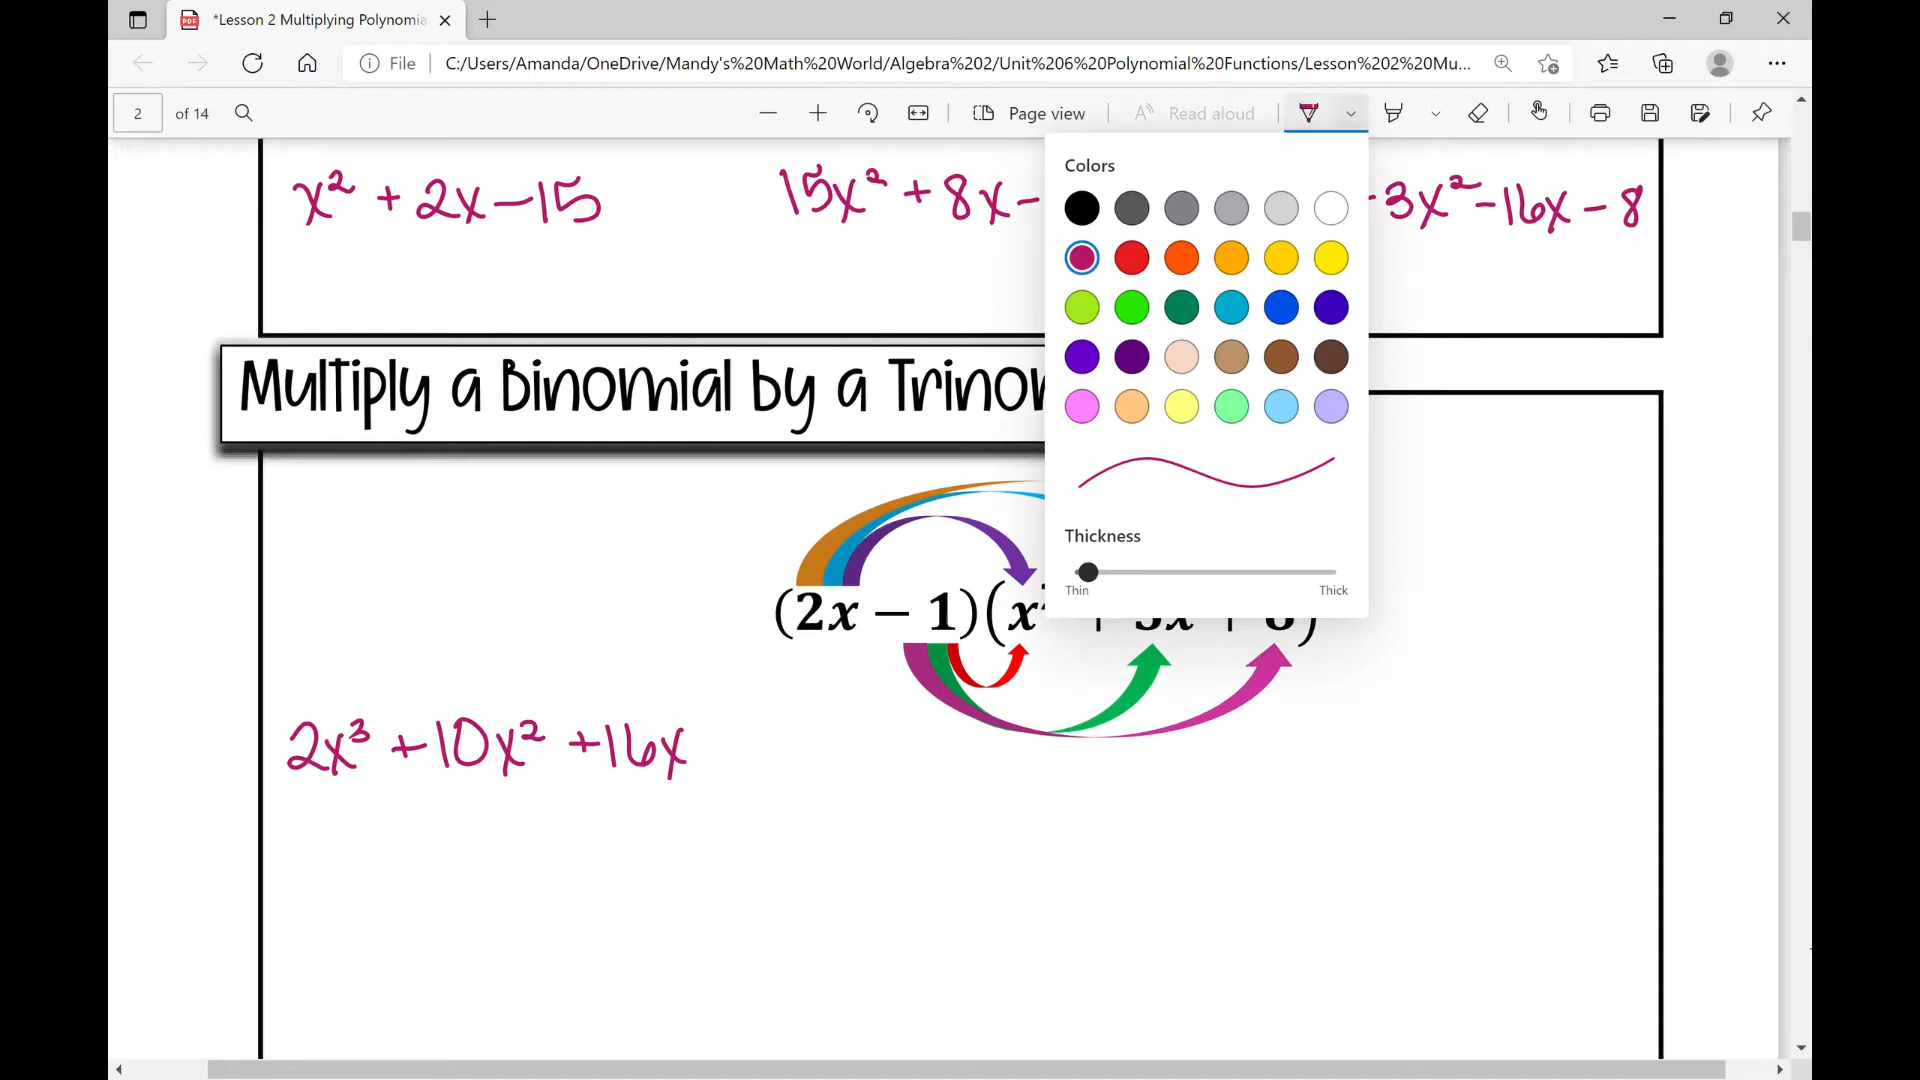 *Lesson 2 Multiplying Polynomia
File
C:/Users/Amanda/OneDrive/Mandy's%20Math%20World/Algebra%202/Unit%206%20Polynomial%20Functions/Lesson%202%20Mu...
2 of 14
Page view
Read aloud
Colors
Thickness
Thin Thick
x² + 2x - 15
15x² + 8x -
3x² - 16x - 8
Multiply a Binomial by a
(2x − 1)(x
2x³ + 10x² + 16x